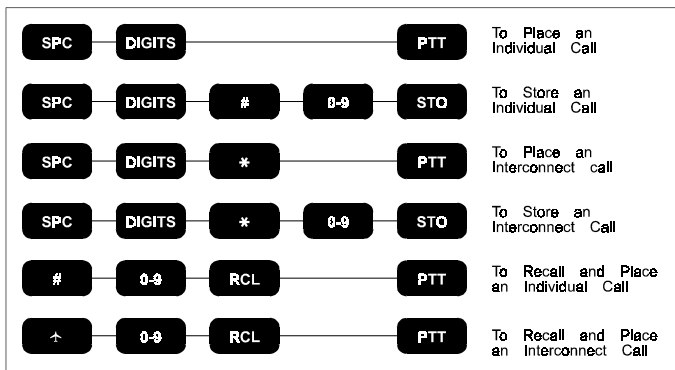 SPC DIGITS PTT To Place an
Individual Call
SPC DIGITS # 0-9 STO To Store an
Individual Call
SPC DIGITS * PTT To Place an
Interconnect call
SPC DIGITS * 0-9 STO To Store an
Interconnect Call
# 0-9 RCL PTT To Recall and Place
an Individual Call
✈ 0-9 RCL PTT To Recall and Place
an Interconnect Call